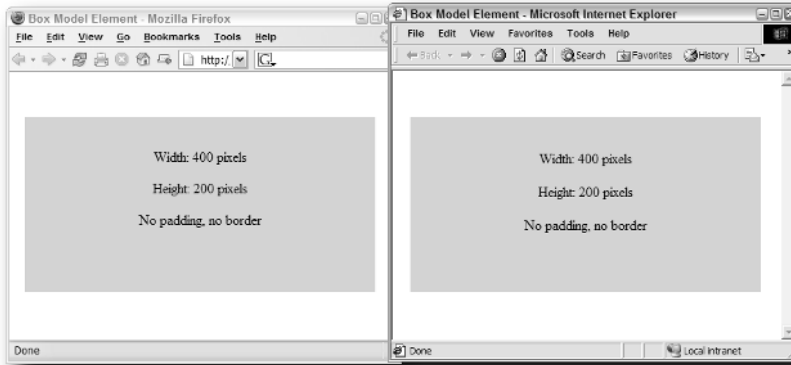 Box Model Element - Mozilla Firefox
File Edit View Go Bookmarks Tools Help
http:/.
G
Width: 400 pixels
Height: 200 pixels
No padding, no border
Done
Box Model Element - Microsoft Internet Explorer
File Edit View Favorites Tools Help
Back Search Favorites History
Width: 400 pixels
Height: 200 pixels
No padding, no border
Done
Local intranet